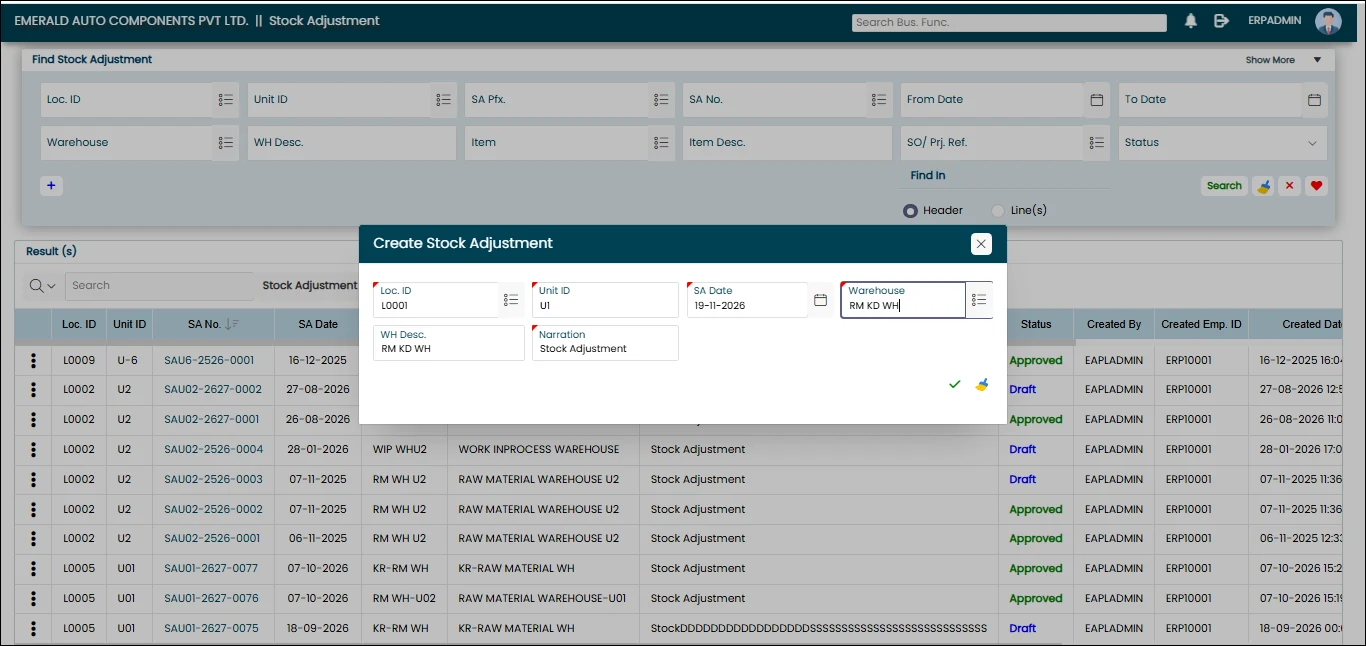 EMERALD AUTO COMPONENTS PVT LTD. || Stock Adjustment Search Bus. Func. ERPADMIN
Find Stock Adjustment Show More
Loc. ID Unit ID SA Pfx. SA No. From Date To Date
Warehouse WH Desc. Item Item Desc. SO/ Prj. Ref. Status
+ Find In Search
Header Line(s)
Create Stock Adjustment
Result (s)
Search Stock Adjustment
Loc. ID Unit ID SA Date Warehouse
L0001 U1 19-11-2026 RM KD WH
WH Desc. Narration
RM KD WH Stock Adjustment
Loc. ID Unit ID SA No. SA Date Status Created By Created Emp. ID Created Dat
L0009 U-6 SAU6-2526-0001 16-12-2025 Approved EAPLADMIN ERP10001 16-12-2025 16:0
L0002 U2 SAU02-2627-0002 27-08-2026 Draft EAPLADMIN ERP10001 27-08-2026 12:5
L0002 U2 SAU02-2627-0001 26-08-2026 Stock Adjustment Approved EAPLADMIN ERP10001 26-08-2026 11:0
L0002 U2 SAU02-2526-0004 28-01-2026 WIP WHU2 WORK INPROCESS WAREHOUSE Stock Adjustment Draft EAPLADMIN ERP10001 28-01-2026 17:0
L0002 U2 SAU02-2526-0003 07-11-2025 RM WH U2 RAW MATERIAL WAREHOUSE U2 Stock Adjustment Draft EAPLADMIN ERP10001 07-11-2025 11:36
L0002 U2 SAU02-2526-0002 07-11-2025 RM WH U2 RAW MATERIAL WAREHOUSE U2 Stock Adjustment Approved EAPLADMIN ERP10001 07-11-2025 11:36
L0002 U2 SAU02-2526-0001 06-11-2025 RM WH U2 RAW MATERIAL WAREHOUSE U2 Stock Adjustment Approved EAPLADMIN ERP10001 06-11-2025 12:33
L0005 U01 SAU01-2627-0077 07-10-2026 KR-RM WH KR-RAW MATERIAL WH Stock Adjustment Approved EAPLADMIN ERP10001 07-10-2026 15:2
L0005 U01 SAU01-2627-0076 07-10-2026 RM WH-U02 RAW MATERIAL WAREHOUSE-U01 Stock Adjustment Approved EAPLADMIN ERP10001 07-10-2026 15:19
L0005 U01 SAU01-2627-0075 18-09-2026 KR-RM WH KR-RAW MATERIAL WH Draft EAPLADMIN ERP10001 18-09-2026 00: